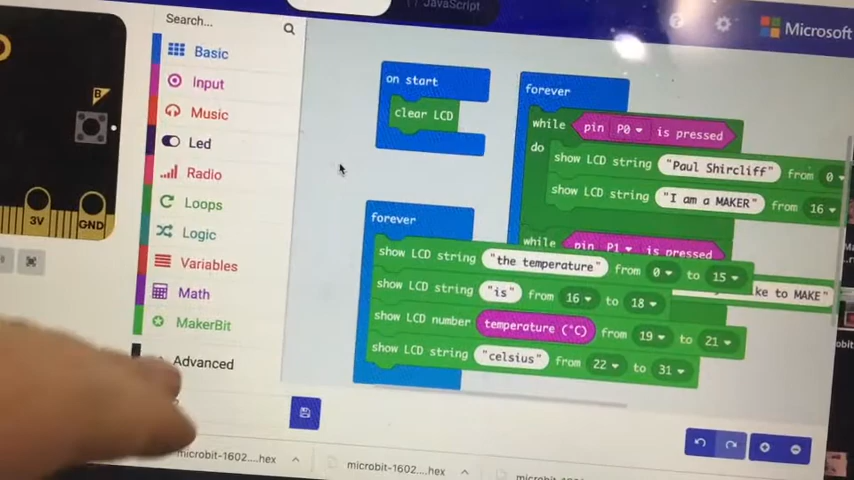 JavaScript
Microsoft
Search...
Basic
Input
Music
Led
Radio
Loops
Logic
Variables
Math
MakerBit
Advanced
B
3V
GND
on start
clear LCD
forever
while pin P0 is pressed
do
show LCD string "Paul Shircliff" from 0
show LCD string "I am a MAKER" from 16
while pin P1 is pressed
ke to MAKE"
forever
show LCD string "the temperature" from 0 to 15
show LCD string "is" from 16 to 18
show LCD number temperature (°C) from 19 to 21
show LCD string "celsius" from 22 to 31
microbit-1602....hex
microbit-1602....hex